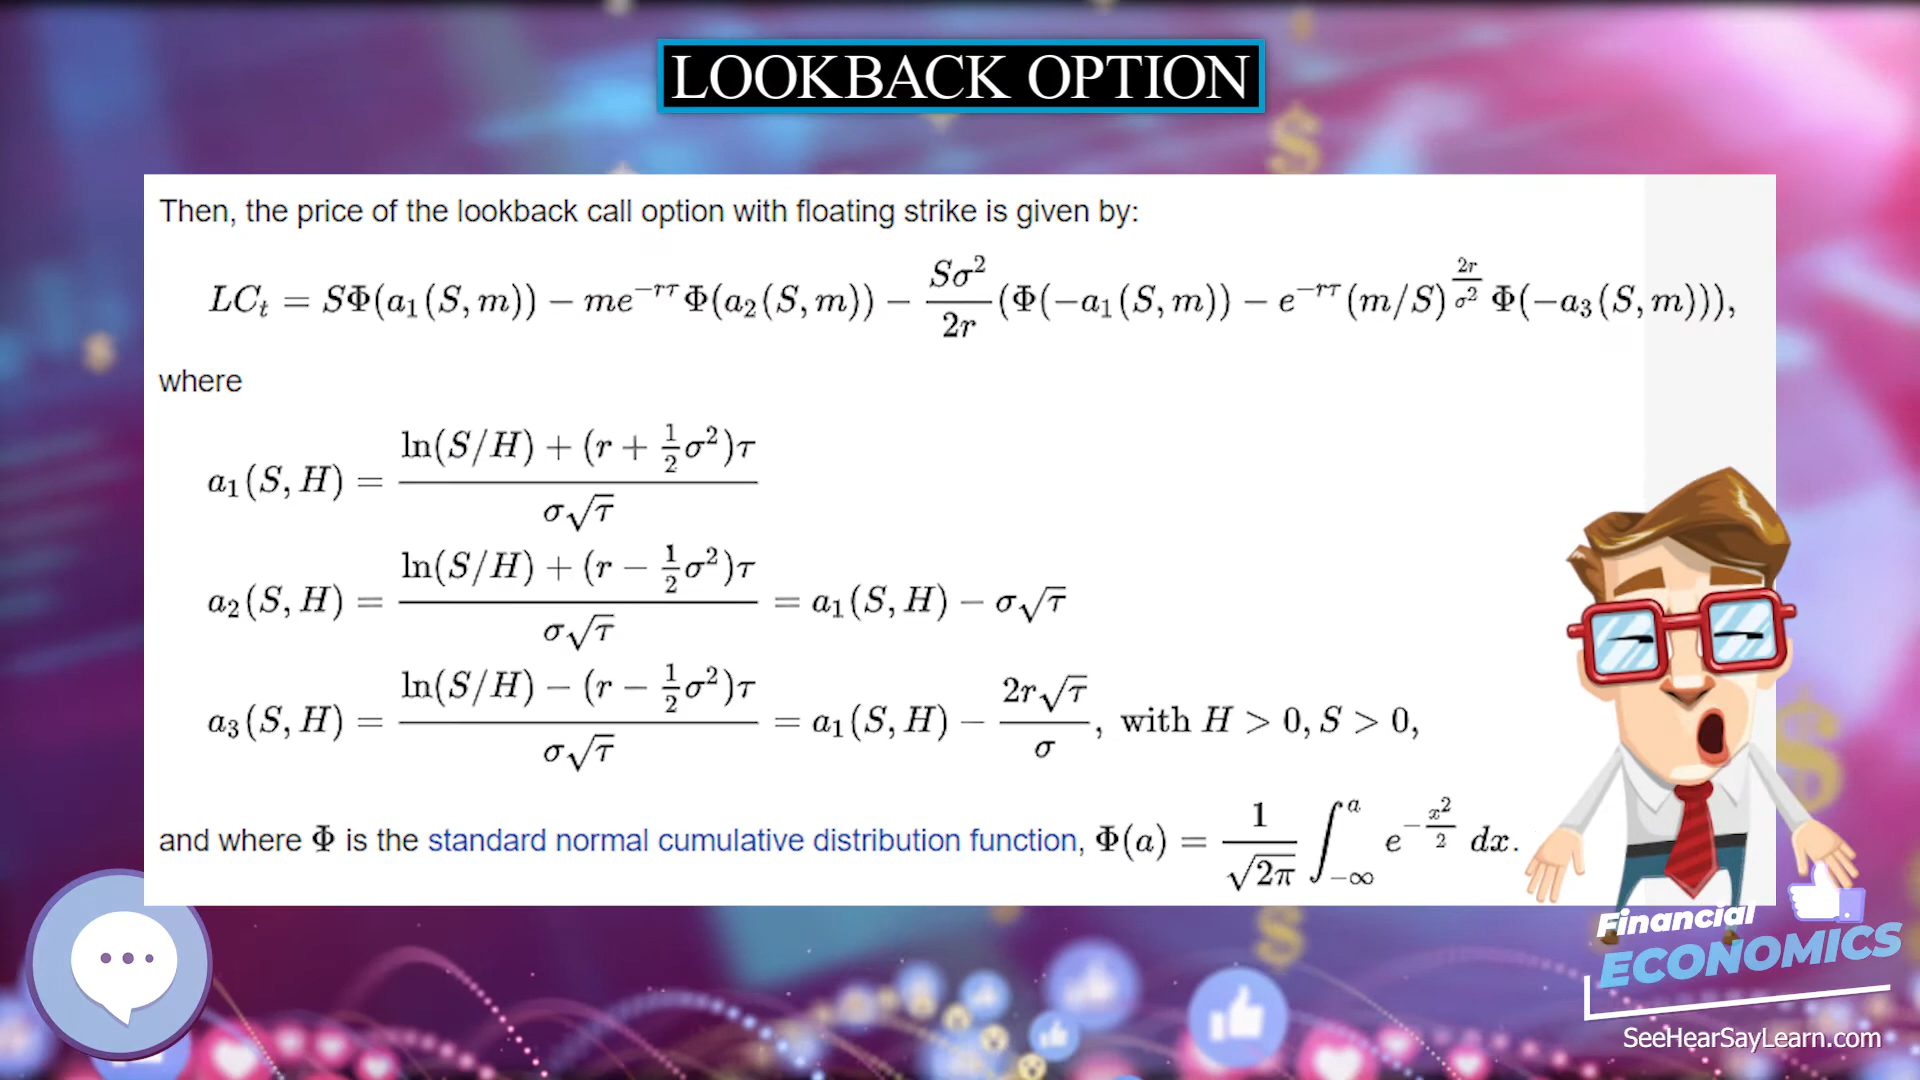 LOOKBACK OPTION
Then, the price of the lookback call option with floating strike is given by:
LC_t = SΦ(a_1(S, m)) − me^{−rτ}Φ(a_2(S, m)) − \frac{Sσ^2}{2r}(Φ(−a_1(S, m)) − e^{−rτ}(m/S)^{\frac{2r}{σ^2}}Φ(−a_3(S, m))),
where
a_1(S, H) = \frac{\ln(S/H) + (r + \frac{1}{2}σ^2)τ}{σ\sqrt{τ}}
a_2(S, H) = \frac{\ln(S/H) + (r − \frac{1}{2}σ^2)τ}{σ\sqrt{τ}} = a_1(S, H) − σ\sqrt{τ}
a_3(S, H) = \frac{\ln(S/H) − (r − \frac{1}{2}σ^2)τ}{σ\sqrt{τ}} = a_1(S, H) − \frac{2r\sqrt{τ}}{σ}, with H > 0, S > 0,
and where Φ is the standard normal cumulative distribution function, Φ(a) = \frac{1}{\sqrt{2π}} \int_{−∞}^{a} e^{−\frac{x^2}{2}} dx.
Financial
ECONOMICS
SeeHearSayLearn.com